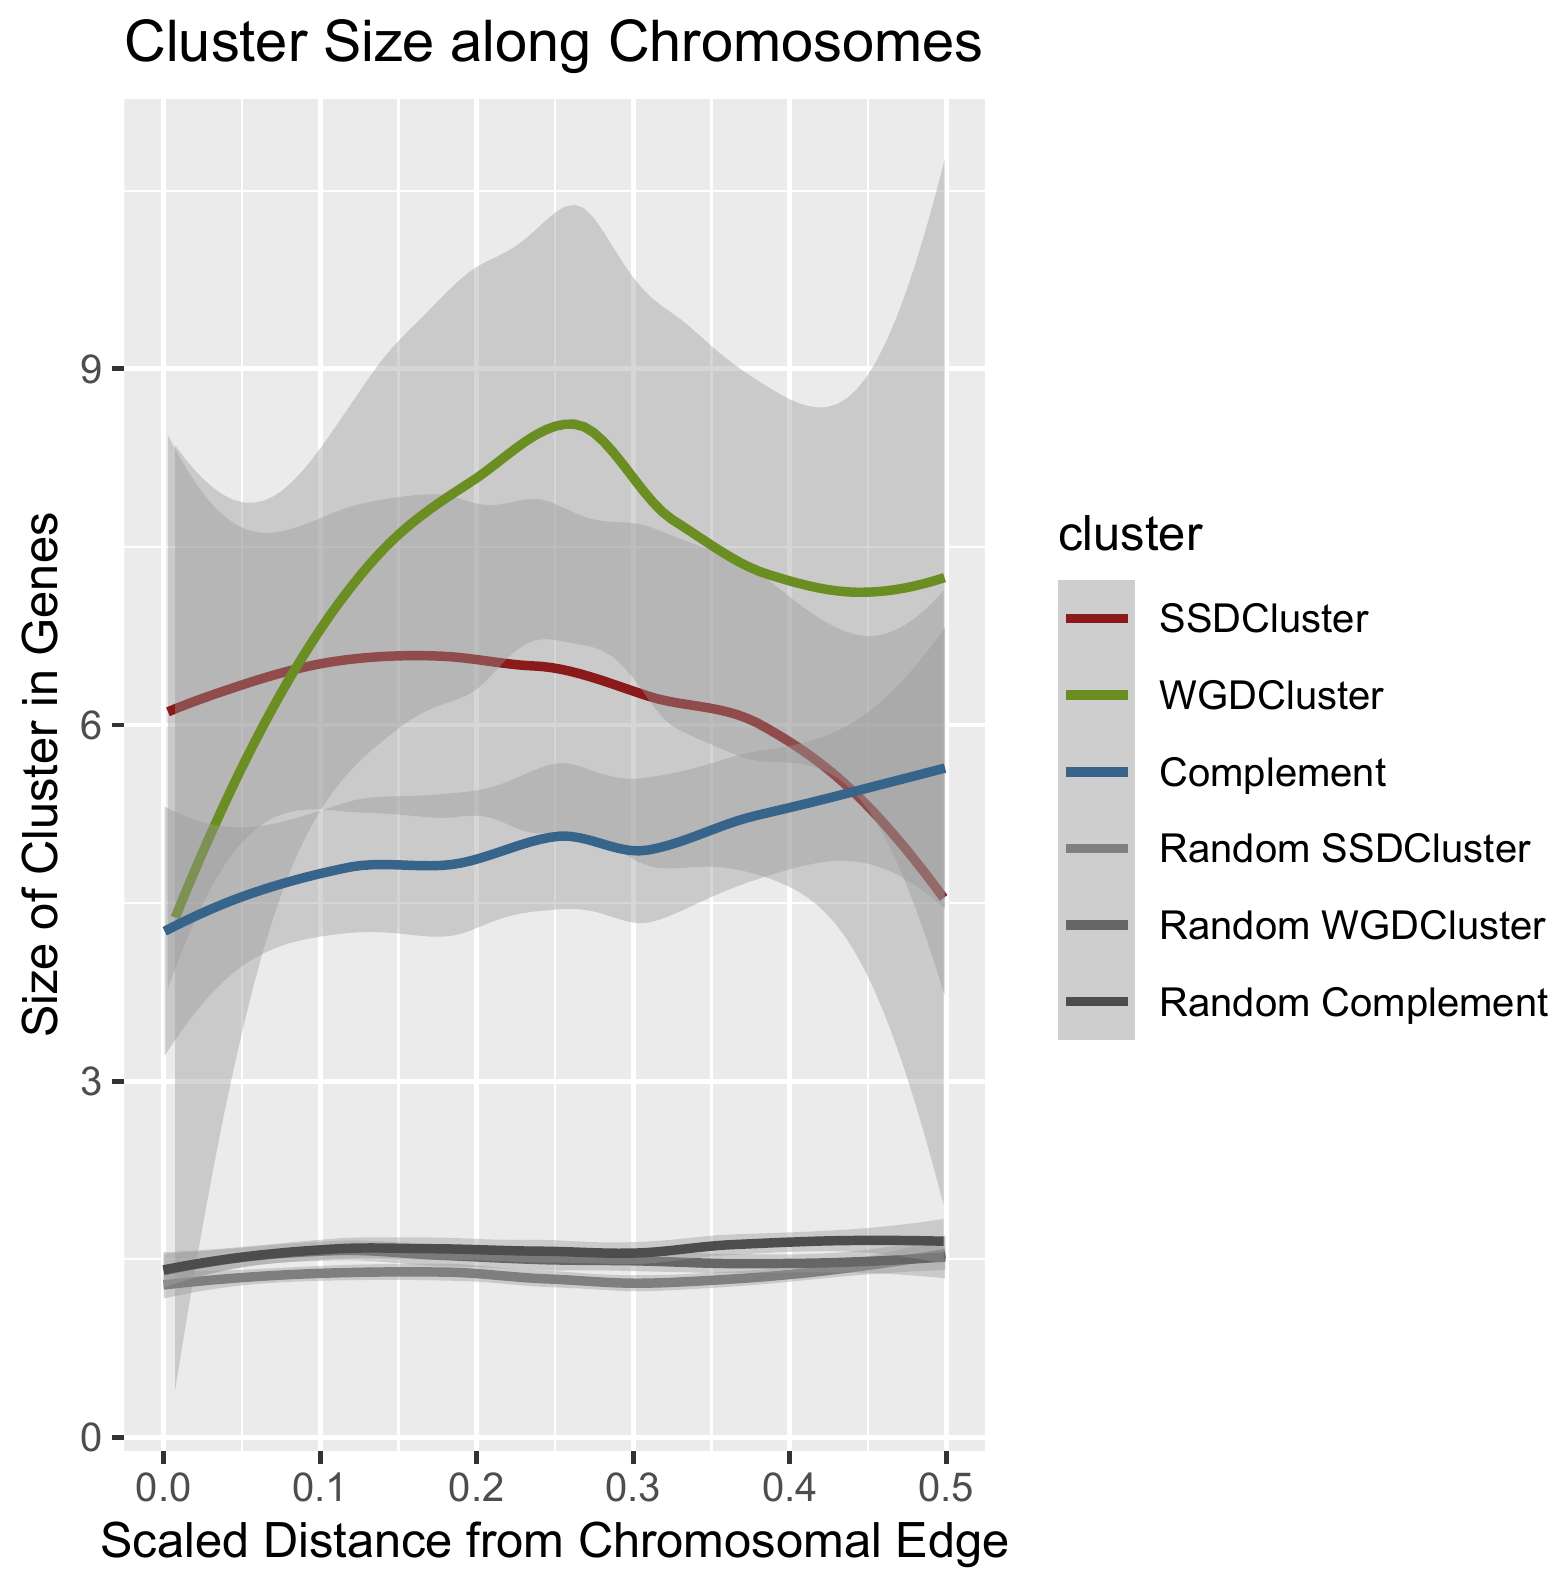 Cluster Size along Chromosomes
Size of Cluster in Genes
9
6
3
0
0.0 0.1 0.2 0.3 0.4 0.5
Scaled Distance from Chromosomal Edge
cluster
SSDCluster
WGDCluster
Complement
Random SSDCluster
Random WGDCluster
Random Complement